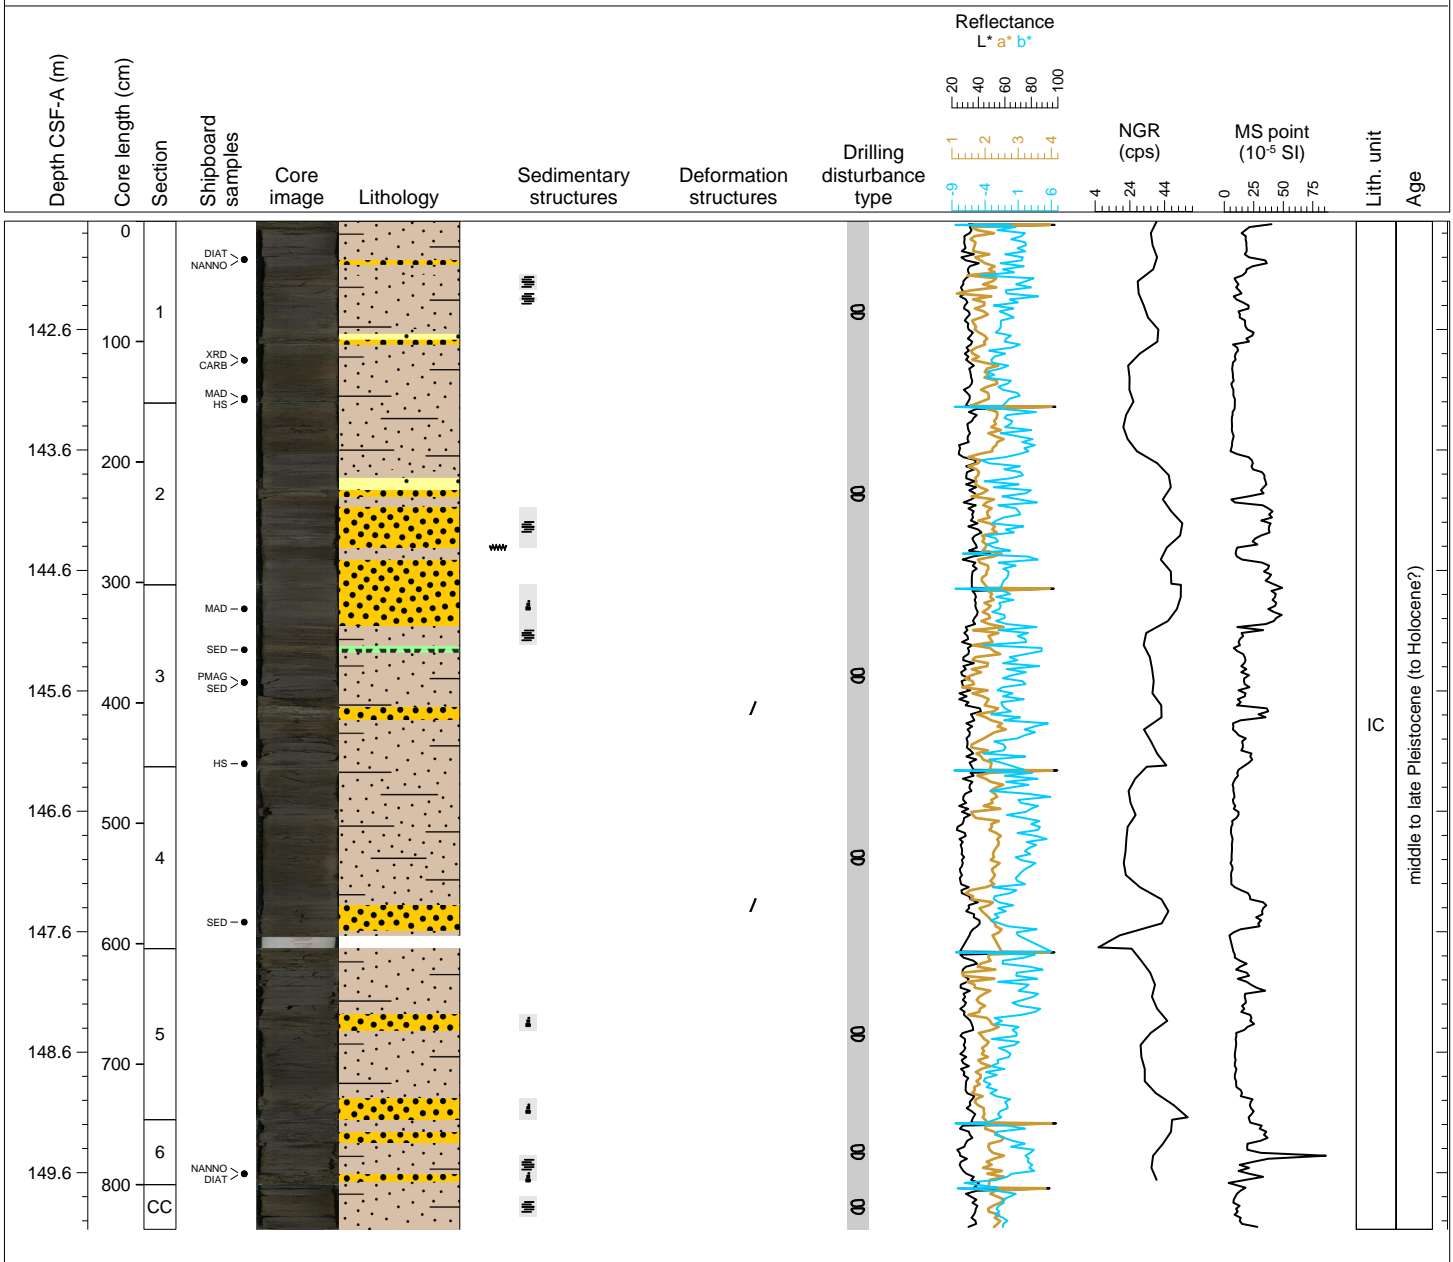 Reflectance
L* a* b*
20 40 60 80 100
1 2 3 4
-9 -4 1 6
Depth CSF-A (m)
Core length (cm)
Section
Shipboard
samples
Core
image
Lithology
Sedimentary
structures
Deformation
structures
Drilling
disturbance
type
NGR
(cps)
4 24 44
MS point
(10-5 SI)
0 25 50 75
Lith. unit
Age
0
DIAT
NANNO
1
142.6
100
XRD
CARB
MAD
HS
143.6
200
2
144.6
300
MAD
SED
3
PMAG
SED
145.6
400
IC
HS
middle to late Pleistocene (to Holocene?)
146.6
500
4
SED
147.6
600
5
148.6
700
6
NANNO
DIAT
149.6
800
CC